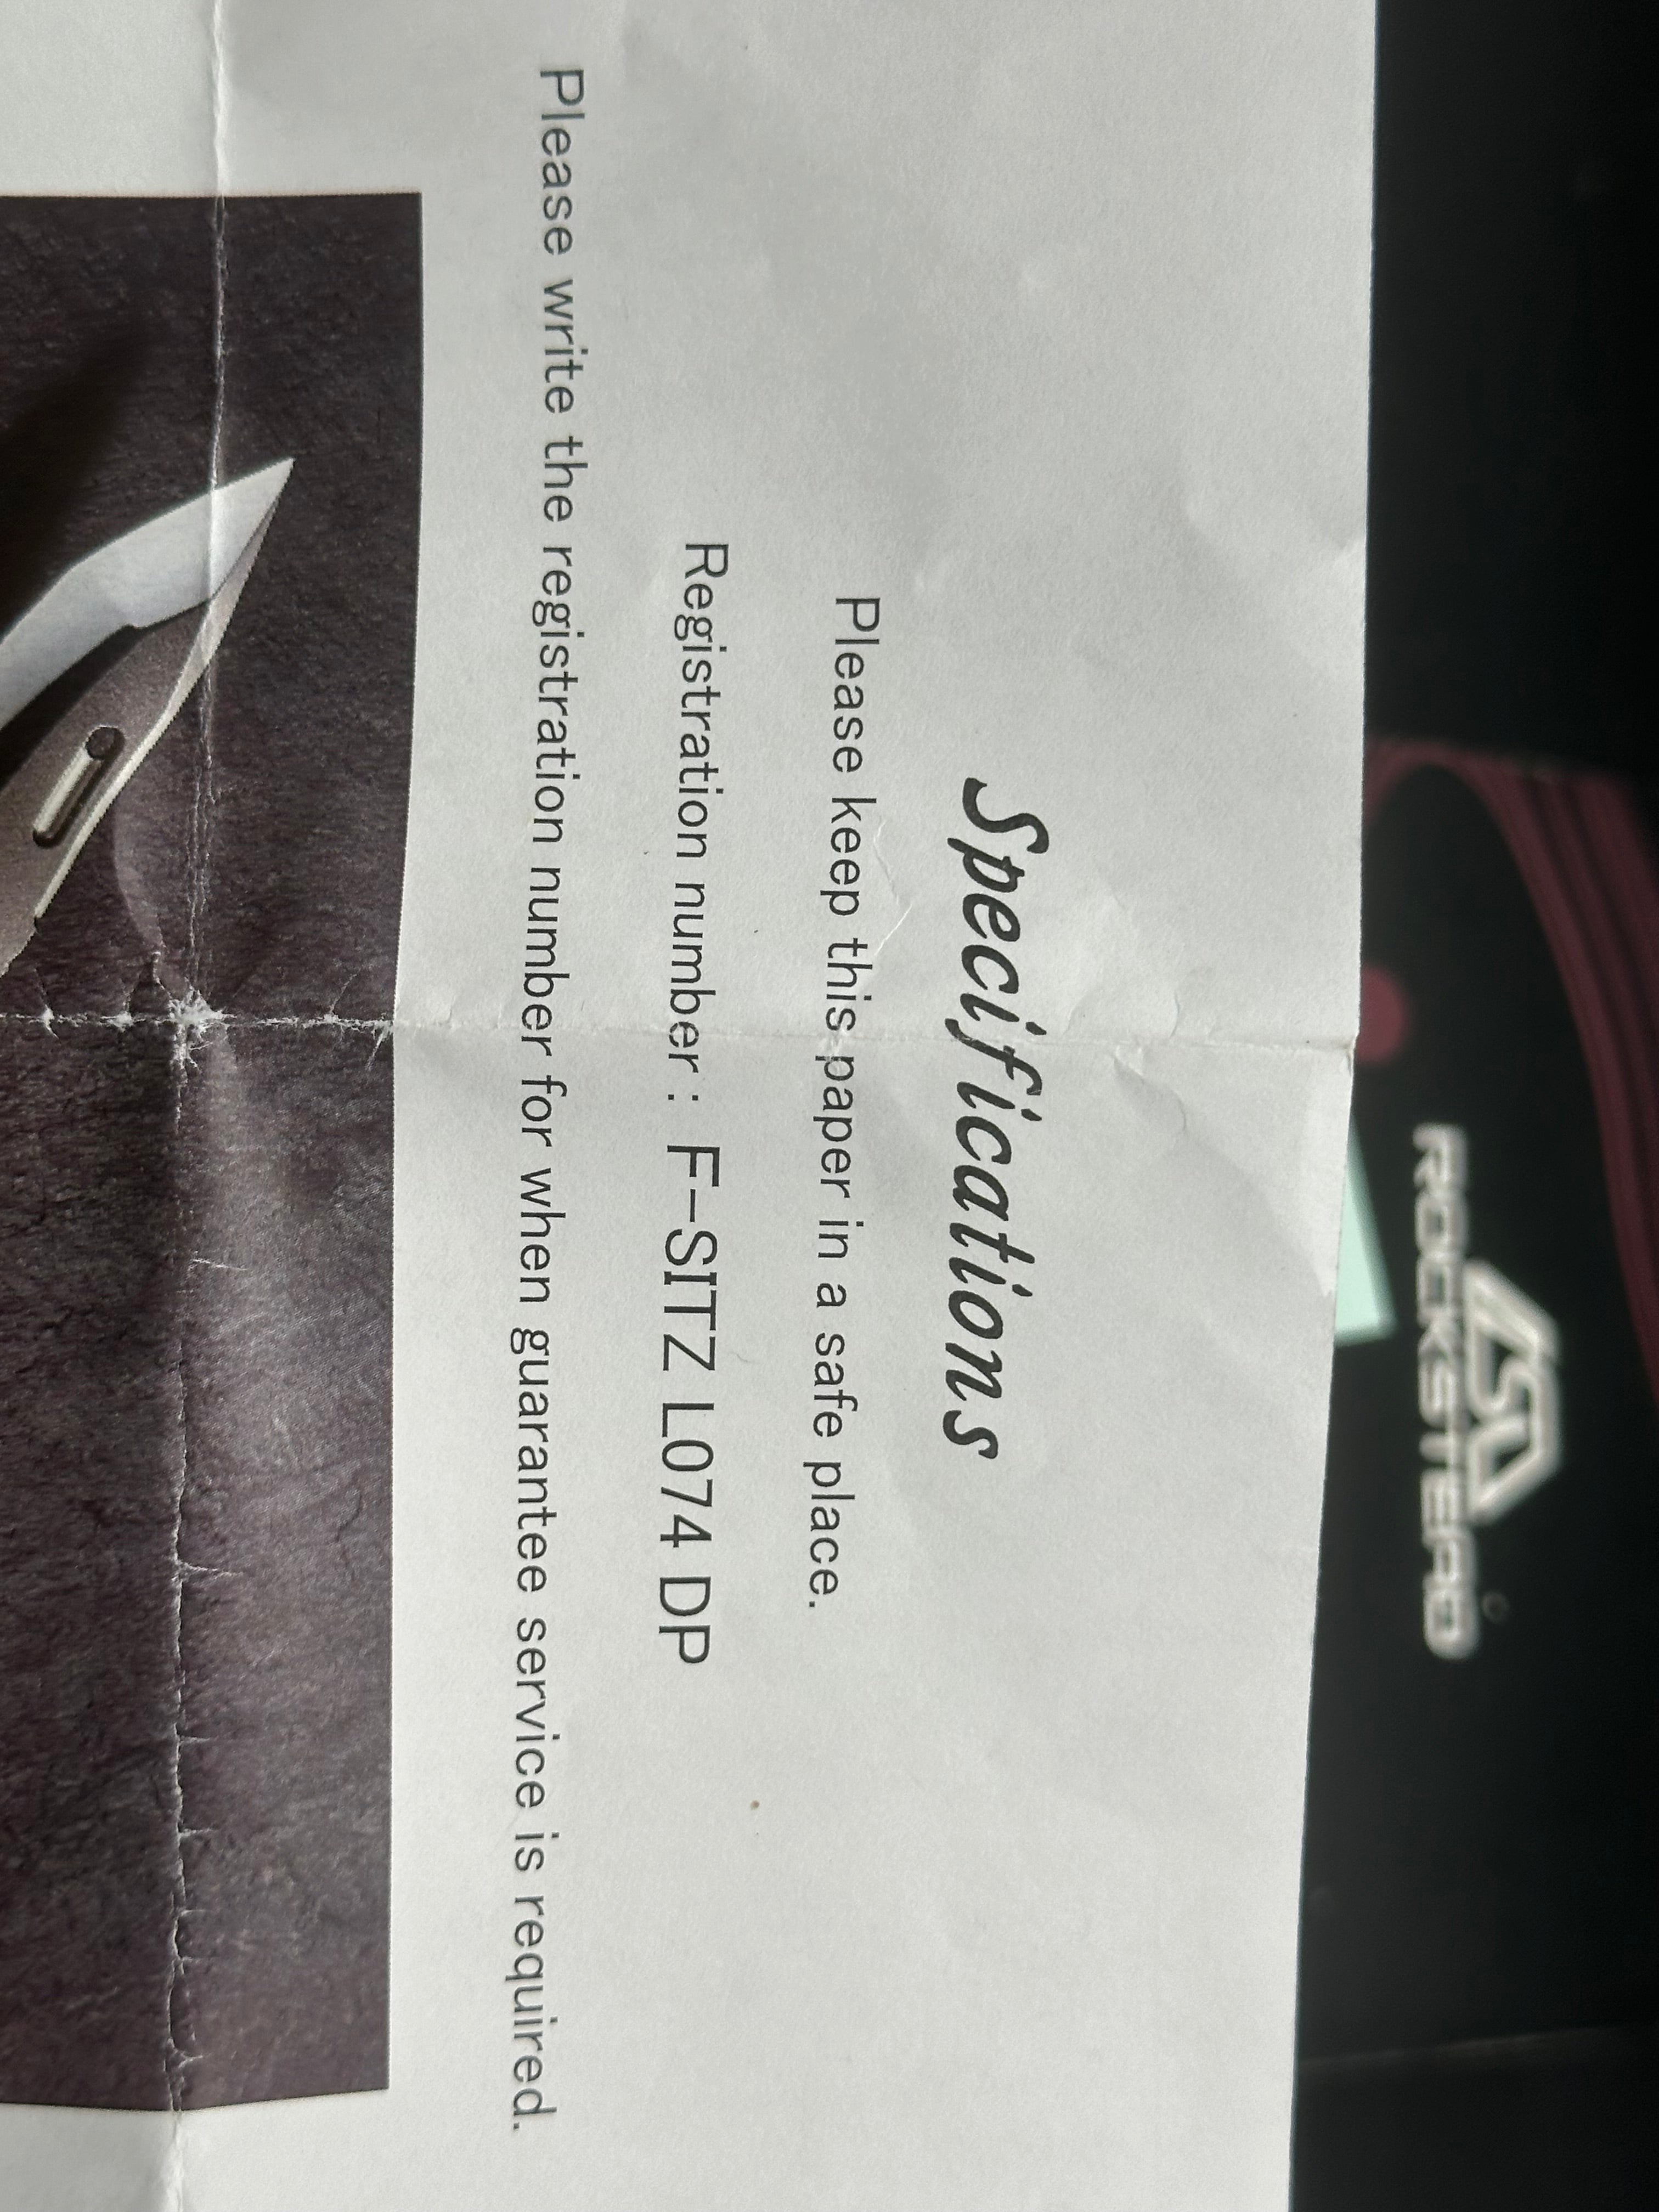 ROCKSTEAD
Specifications
Please keep this paper in a safe place.
Registration number : F-SITZ L074 DP
Please write the registration number for when guarantee service is required.